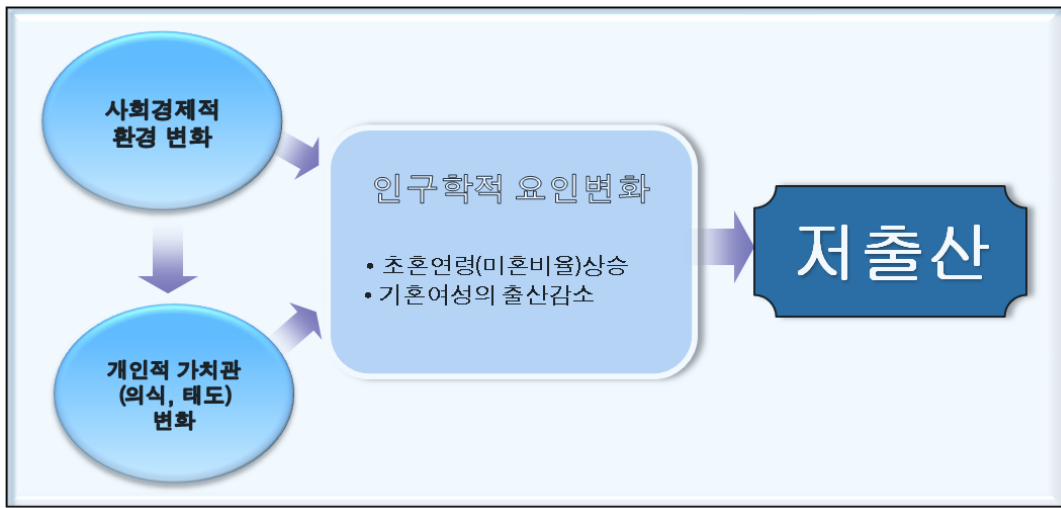 사회경제적
환경 변화
인구학적 요인변화
• 초혼연령(미혼비율)상승
• 기혼여성의 출산감소
저출산
개인적 가치관
(의식, 태도)
변화